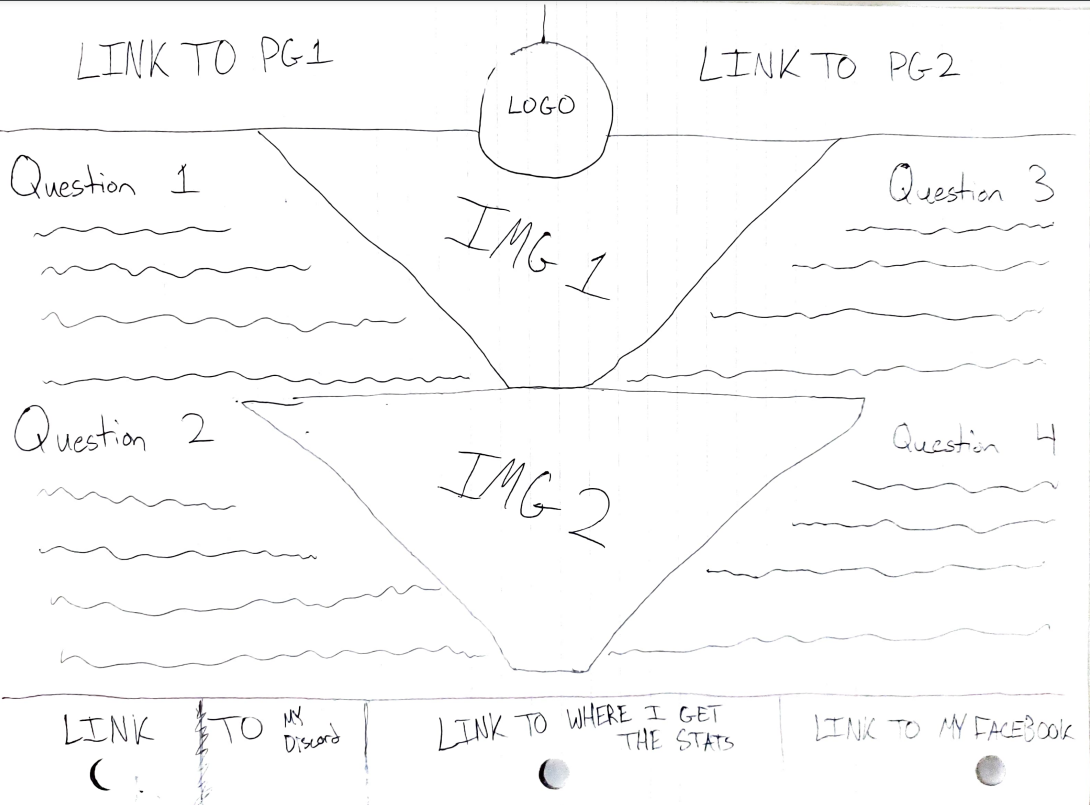 LINK TO PG1
LOGO
LINK TO PG2
Question 1
IMG 1
Question 3
Question 2
IMG 2
Question 4
LINK TO MY
Discord
LINK TO WHERE I GET
THE STATS
LINK TO MY FACEBOOK